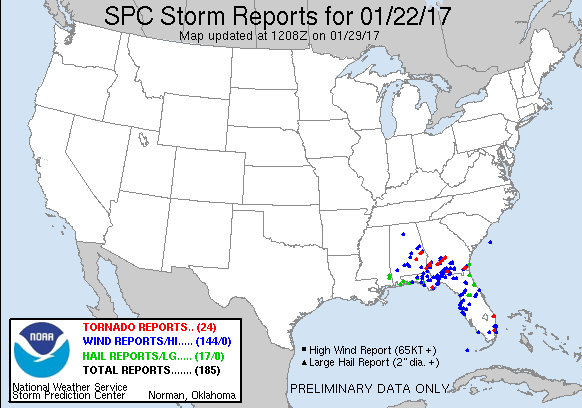 SPC Storm Reports for 01/22/17
Map updated at 1208Z on 01/29/17
NOAA
TORNADO REPORTS.. (24)
WIND REPORTS/HI..... (144/0)
HAIL REPORTS/LG..... (17/0)
TOTAL REPORTS....... (185)
National Weather Service
Storm Prediction Center Norman, Oklahoma
High Wind Report (65KT +)
Large Hail Report (2" dia. +)
PRELIMINARY DATA ONLY